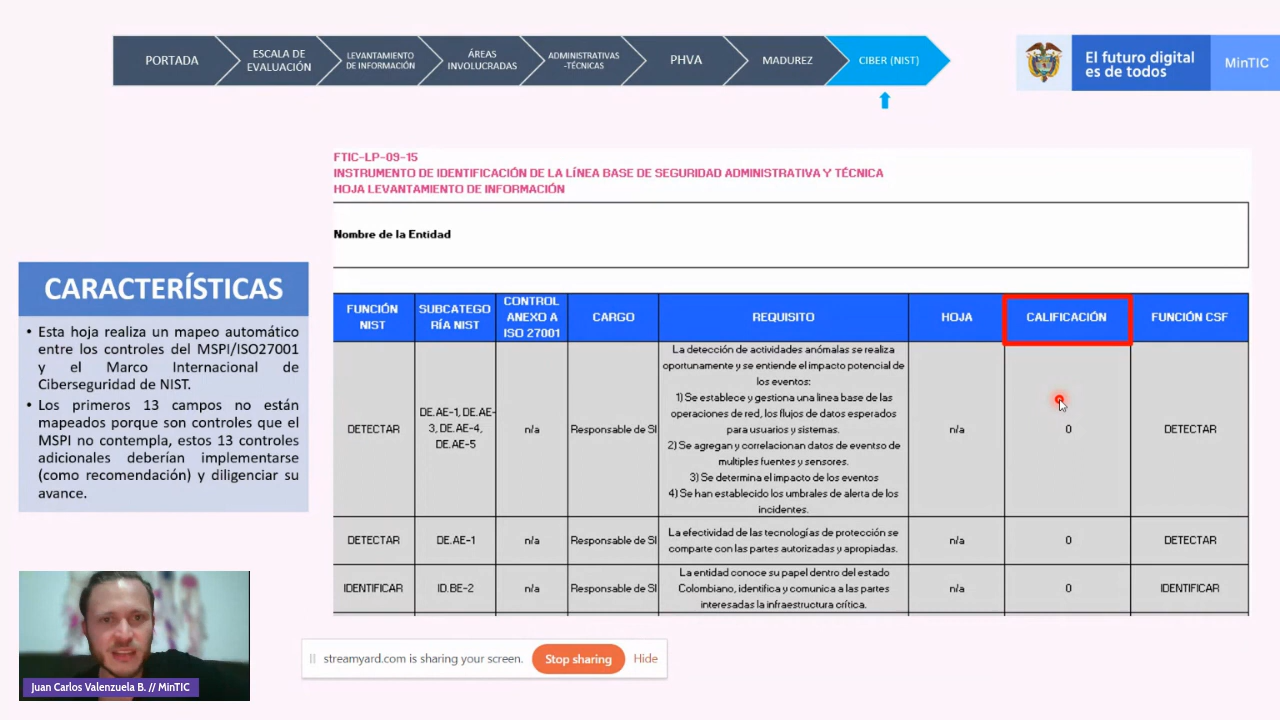 PORTADA
ESCALA DE
EVALUACIÓN
LEVANTAMIENTO
DE INFORMACIÓN
ÁREAS
INVOLUCRADAS
ADMINISTRATIVAS
-TÉCNICAS
PHVA
MADUREZ
CIBER (NIST)
El futuro digital
es de todos
MinTIC
FTIC-LP-09-15
INSTRUMENTO DE IDENTIFICACIÓN DE LA LÍNEA BASE DE SEGURIDAD ADMINISTRATIVA Y TÉCNICA
HOJA LEVANTAMIENTO DE INFORMACIÓN
Nombre de la Entidad
CARACTERÍSTICAS
• Esta hoja realiza un mapeo automático
entre los controles del MSPI/ISO27001
y el Marco Internacional de
Ciberseguridad de NIST.
• Los primeros 13 campos no están
mapeados porque son controles que el
MSPI no contempla, estos 13 controles
adicionales deberían implementarse
(como recomendación) y diligenciar su
avance.
FUNCIÓN
NIST
SUBCATEGO
RÍA NIST
CONTROL
ANEXO A
ISO 27001
CARGO
REQUISITO
HOJA
CALIFICACIÓN
FUNCIÓN CSF
DETECTAR
DE.AE-1, DE.AE-
3, DE.AE-4,
DE.AE-5
n/a
Responsable de SI
La detección de actividades anómalas se realiza
oportunamente y se entiende el impacto potencial de
los eventos:
1) Se establece y gestiona una linea base de las
operaciones de red, los flujos de datos esperados
para usuarios y sistemas.
2) Se agregan y correlacionan datos de eventso de
multiples fuentes y sensores.
3) Se determina el impacto de los eventos
4) Se han establecido los umbrales de alerta de los
incidentes.
n/a
0
DETECTAR
DETECTAR
DE.AE-1
n/a
Responsable de SI
La efectividad de las tecnologías de protección se
comparte con las partes autorizadas y apropiadas.
n/a
0
DETECTAR
IDENTIFICAR
ID.BE-2
n/a
Responsable de SI
La entidad conoce su papel dentro del estado
Colombiano, identifica y comunica a las partes
interesadas la infraestructura crítica.
n/a
0
IDENTIFICAR
Juan Carlos Valenzuela B. // MinTIC
streamyard.com is sharing your screen.
Stop sharing
Hide